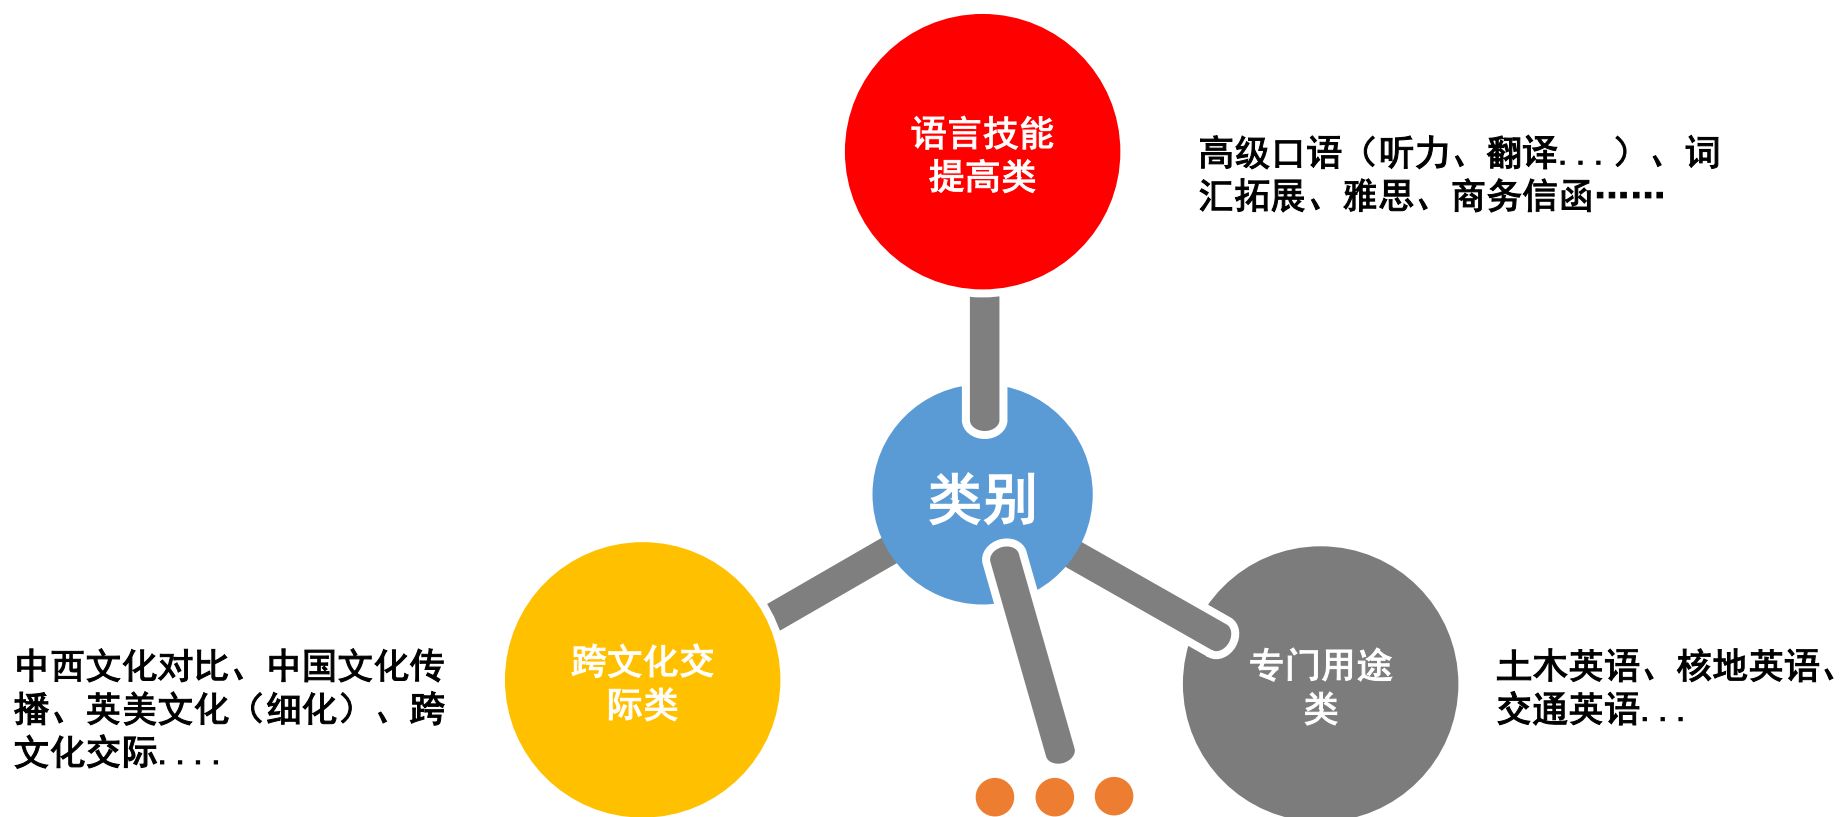 语言技能
提高类
高级口语（听力、翻译...）、词
汇拓展、雅思、商务信函……
类别
跨文化交
际类
中西文化对比、中国文化传
播、英美文化（细化）、跨
文化交际....
专门用途
类
土木英语、核地英语、
交通英语...